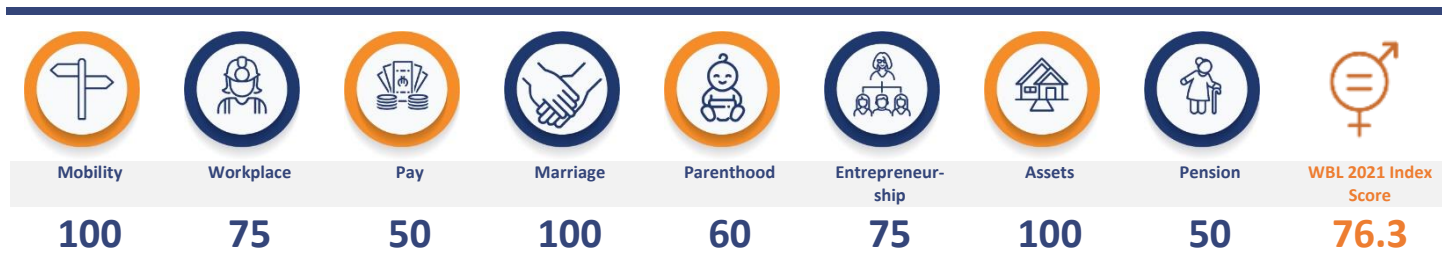 Mobility
Workplace
Pay
Marriage
Parenthood
Entrepreneur-
ship
Assets
Pension
WBL 2021 Index
Score
100
75
50
100
60
75
100
50
76.3